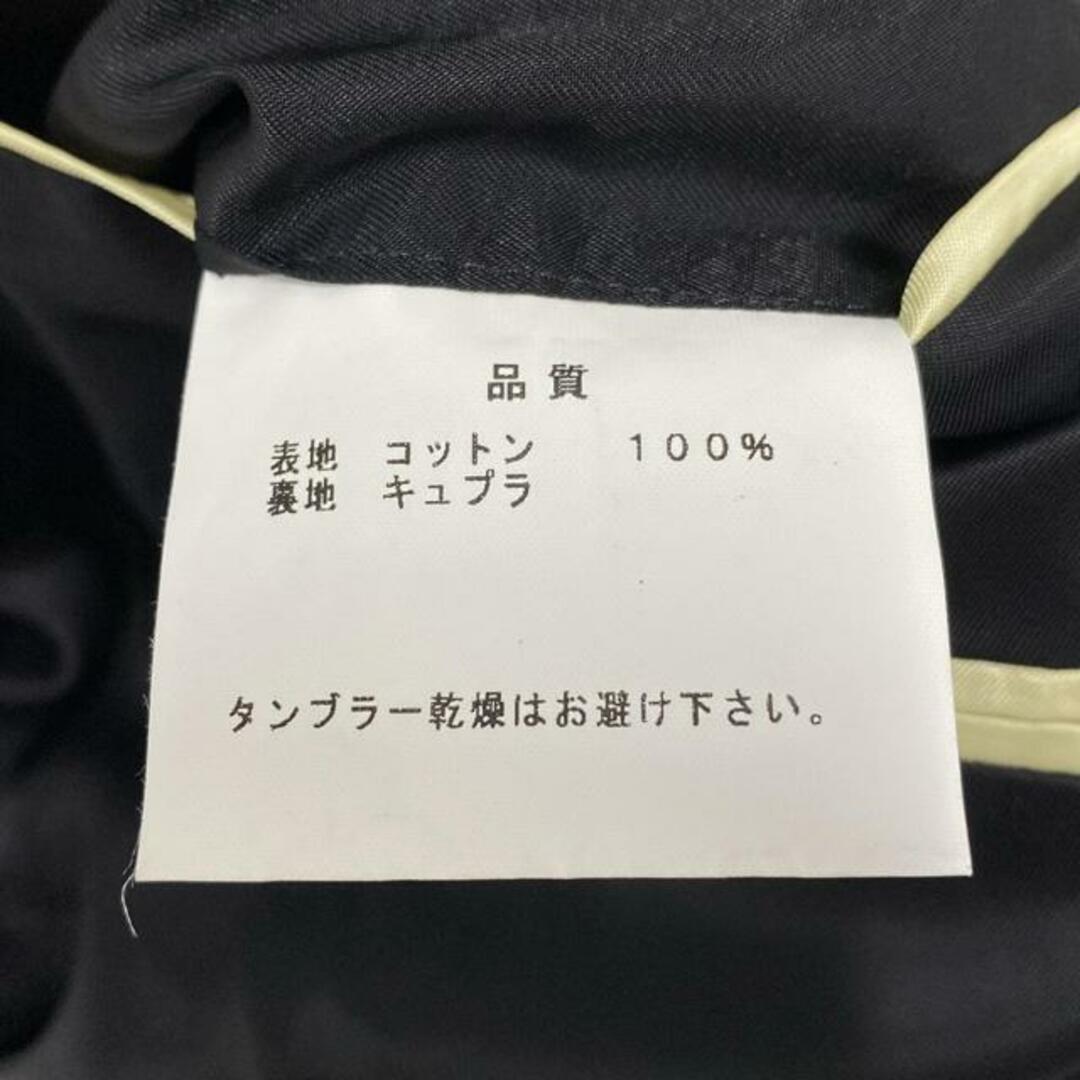 品質
表地 コットン 100%
裏地 キュプラ
タンブラー乾燥はお避け下さい。